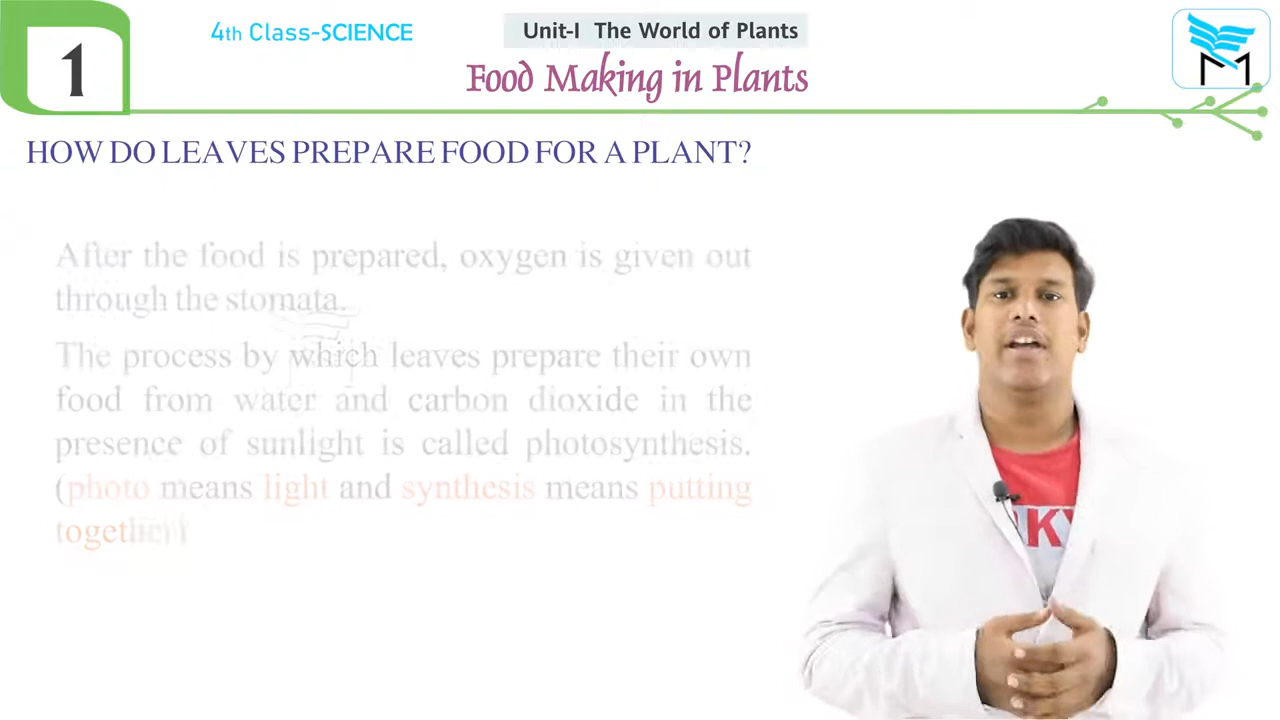 1
4th Class-SCIENCE
Unit-I The World of Plants
Food Making in Plants
HOW DO LEAVES PREPARE FOOD FOR A PLANT?
After the food is prepared, oxygen is given out
through the stomata.
The process by which leaves prepare their own
food from water and carbon dioxide in the
presence of sunlight is called photosynthesis.
(photo means light and synthesis means putting
together)
M